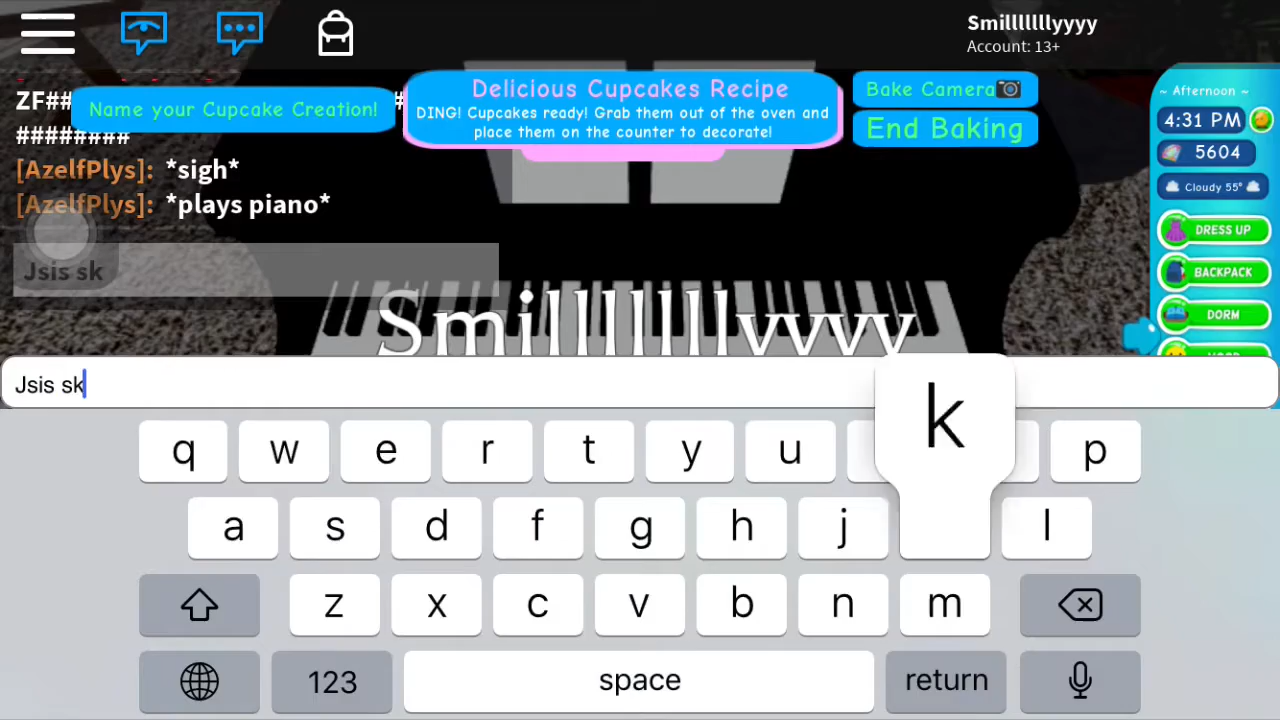 Smilllllllyyyy
Account: 13+
ZF##
########
Name your Cupcake Creation!
Delicious Cupcakes Recipe
DING! Cupcakes ready! Grab them out of the oven and
place them on the counter to decorate!
Bake Camera
End Baking
~ Afternoon ~
4:31 PM
5604
Cloudy 55°
DRESS UP
BACKPACK
DORM
[AzelfPlys]: *sigh*
[AzelfPlys]: *plays piano*
Jsis sk
Smilllllllyyyy
Jsis sk
k
q w e r t y u p
a s d f g h j l
z x c v b n m
123 space return